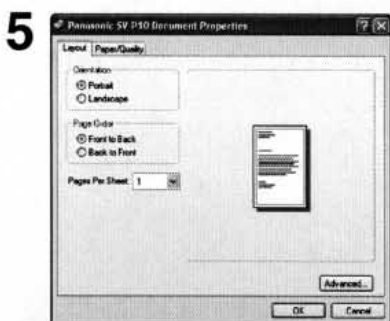 5
Panasonic SV P10 Document Properties
Layout Paper/Quality
Orientation
Portrait
Landscape
Page Order
Front to Back
Back to Front
Pages Per Sheet: 1
Advanced...
OK Cancel